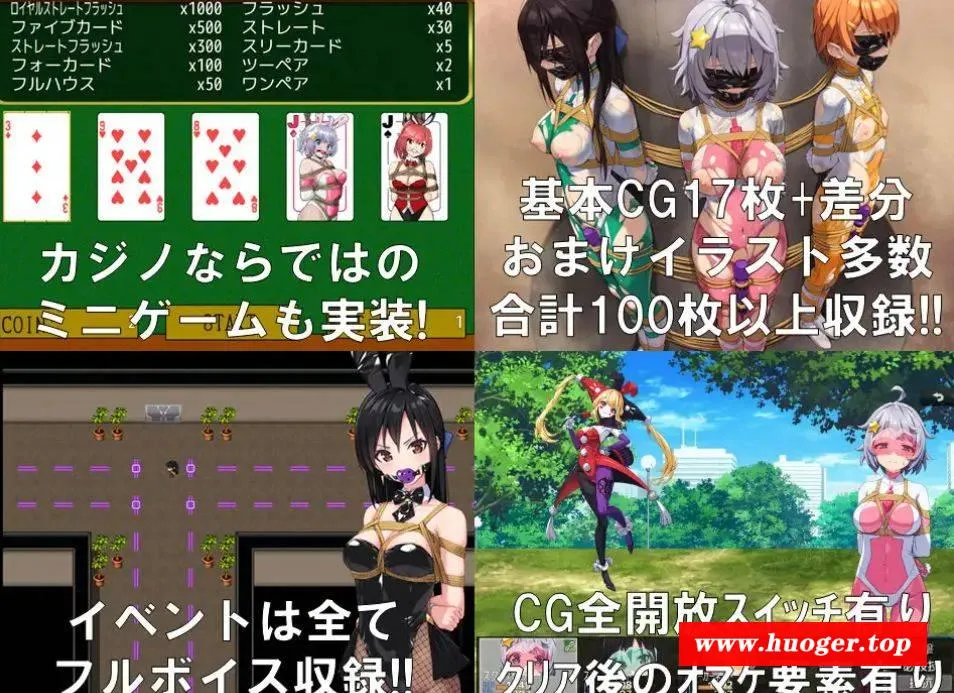 ロイヤルストレートフラッシュ x1000 フラッシュ x40
ファイブカード x500 ストレート x30
ストレートフラッシュ x300 スリーカード x5
フォーカード x100 ツーペア x2
フルハウス x50 ワンペア x1
3 9 8 J J
カジノならではの
ミニゲームも実装!
COIN
1
基本CG17枚+差分
おまけイラスト多数
合計100枚以上収録!!
イベントは全て
フルボイス収録!!
CG全開放スイッチ有り
クリア後のオマケ要素有り
www.huoger.top